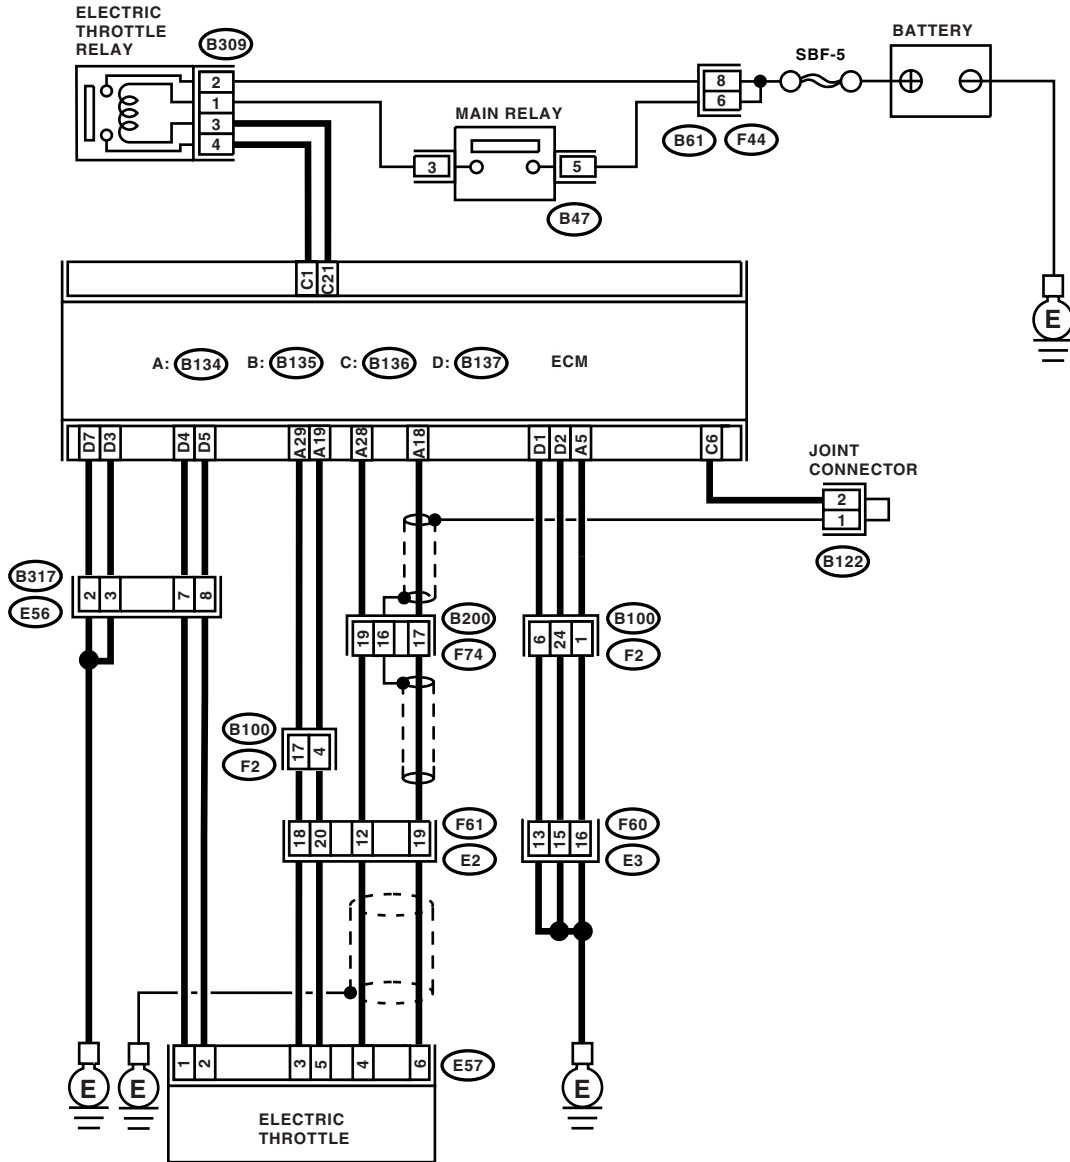 ELECTRIC
THROTTLE
RELAY
B309
2
1
3
4
MAIN RELAY
3
5
B47
8
6
B61
F44
SBF-5
BATTERY
E
C1
C21
A: B134 B: B135 C: B136 D: B137 ECM
D7
D3
D4
D5
A29
A19
A28
A18
D1
D2
A5
C6
JOINT
CONNECTOR
2
1
B122
B317
E56
2
3
7
8
19
16
17
B200
F74
6
24
1
B100
F2
B100
F2
17
4
18
20
12
19
F61
E2
13
15
16
F60
E3
E
E
E
1
2
3
5
4
6
E57
ELECTRIC
THROTTLE